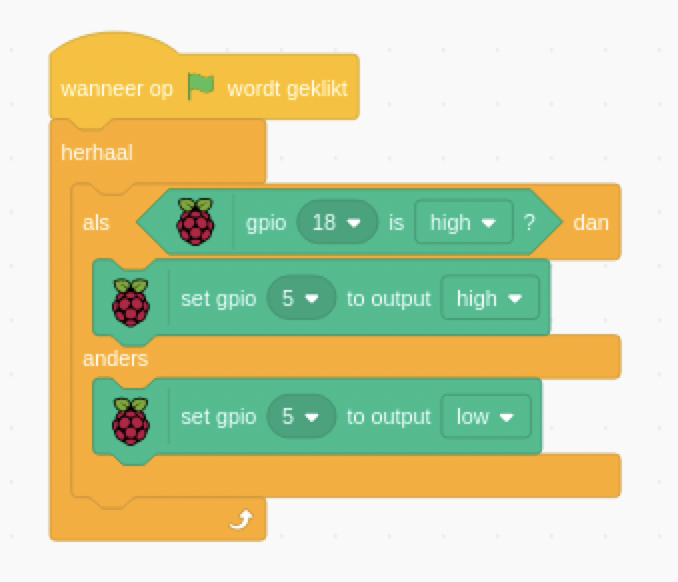 wanneer op wordt geklikt
herhaal
als gpio 18 is high ? dan
set gpio 5 to output high
anders
set gpio 5 to output low